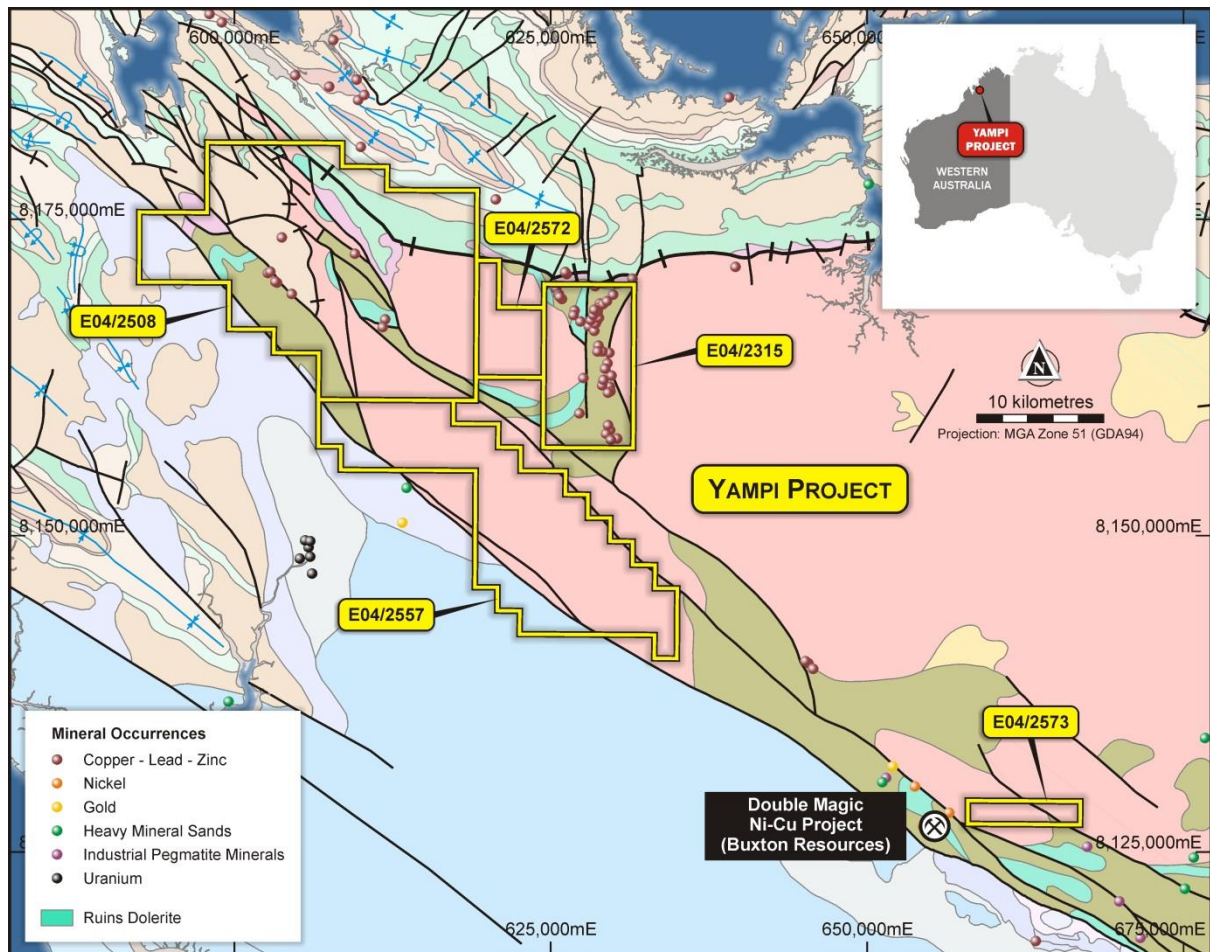 600,000mE
625,000mE
650,000mE
YAMPI
PROJECT
WESTERN
AUSTRALIA
8,175,000mE
E04/2572
E04/2508
E04/2315
N
10 kilometres
Projection: MGA Zone 51 (GDA94)
YAMPI PROJECT
8,150,000mE
8,150,000mE
E04/2557
E04/2573
Mineral Occurrences
Copper - Lead - Zinc
Nickel
Gold
Heavy Mineral Sands
Industrial Pegmatite Minerals
Uranium
Ruins Dolerite
Double Magic
Ni-Cu Project
(Buxton Resources)
8,125,000mE
625,000mE
650,000mE
675,000mE